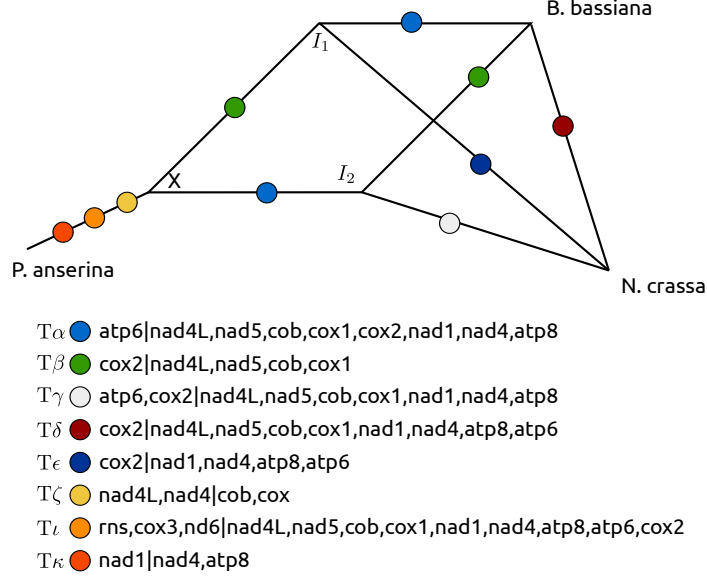 B. bassiana
I₁
X
I₂
P. anserina
N. crassa
Tα atp6|nad4L,nad5,cob,cox1,cox2,nad1,nad4,atp8
Tβ cox2|nad4L,nad5,cob,cox1
Tγ atp6,cox2|nad4L,nad5,cob,cox1,nad1,nad4,atp8
Tδ cox2|nad4L,nad5,cob,cox1,nad1,nad4,atp8,atp6
Tϵ cox2|nad1,nad4,atp8,atp6
Tζ nad4L,nad4|cob,cox
Tι rns,cox3,nd6|nad4L,nad5,cob,cox1,nad1,nad4,atp8,atp6,cox2
Tκ nad1|nad4,atp8